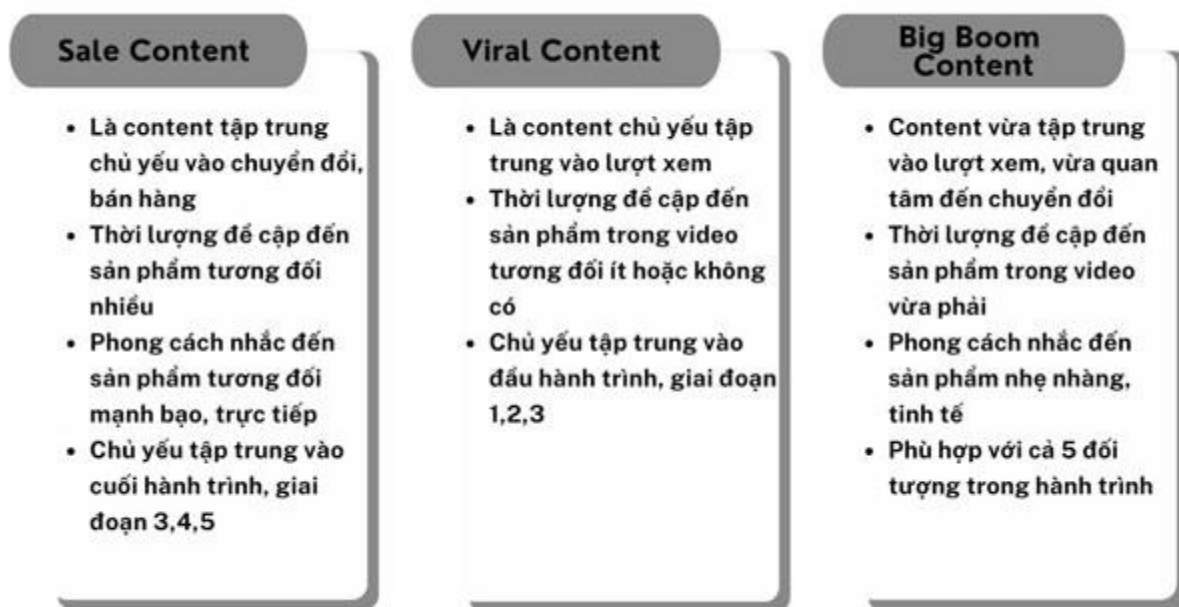 Sale Content
• Là content tập trung
chủ yếu vào chuyển đổi,
bán hàng
• Thời lượng để cập đến
sản phẩm tương đối
nhiều
• Phong cách nhắc đến
sản phẩm tương đối
mạnh bạo, trực tiếp
• Chủ yếu tập trung vào
cuối hành trình, giai
đoạn 3,4,5
Viral Content
• Là content chủ yếu tập
trung vào lượt xem
• Thời lượng để cập đến
sản phẩm trong video
tương đối ít hoặc không
có
• Chủ yếu tập trung vào
đầu hành trình, giai đoạn
1,2,3
Big Boom
Content
• Content vừa tập trung
vào lượt xem, vừa quan
tâm đến chuyển đổi
• Thời lượng để cập đến
sản phẩm trong video
vừa phải
• Phong cách nhắc đến
sản phẩm nhẹ nhàng,
tinh tế
• Phù hợp với cả 5 đối
tượng trong hành trình